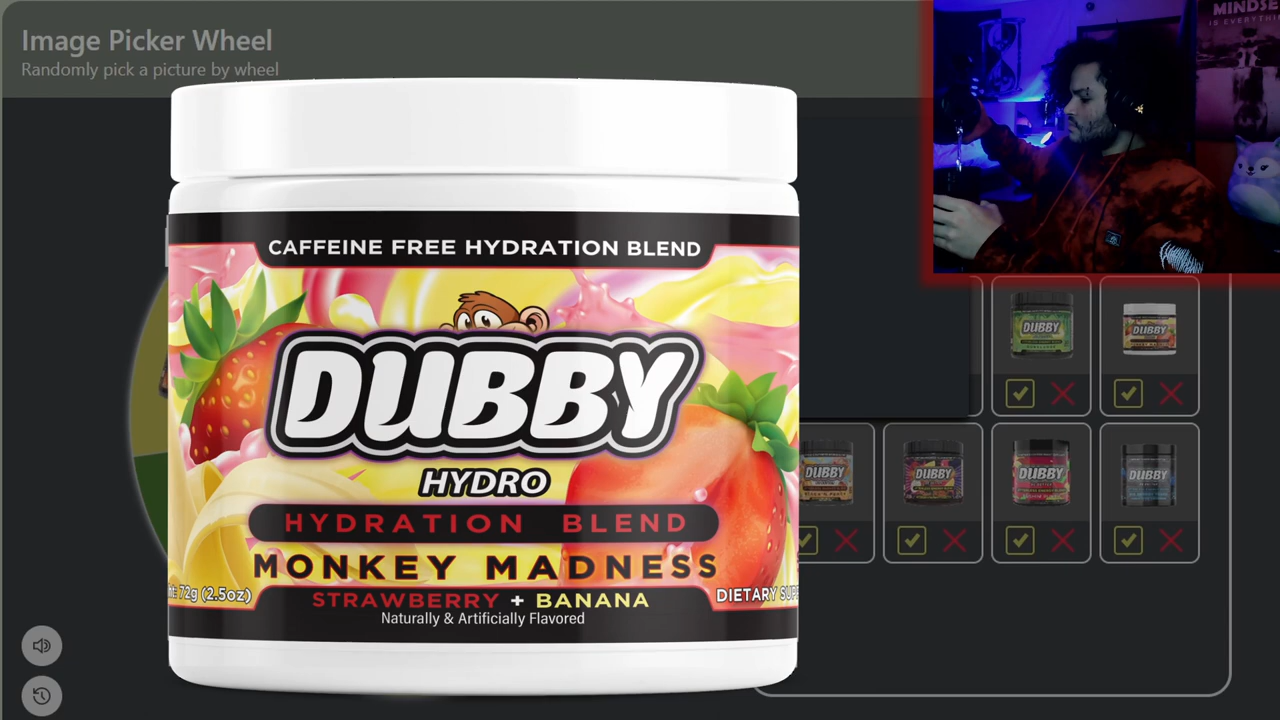 Image Picker Wheel
Randomly pick a picture by wheel
MINDSE
IS EVERYTHI
CAFFEINE FREE HYDRATION BLEND
DUBBY
HYDRO
HYDRATION BLEND
MONKEY MADNESS
72g (2.5oz)
STRAWBERRY + BANANA
DIETARY SUPP
Naturally & Artificially Flavored
DUBBY
DUBBY
DUBBY
DUBBY
DUBBY
DUBBY